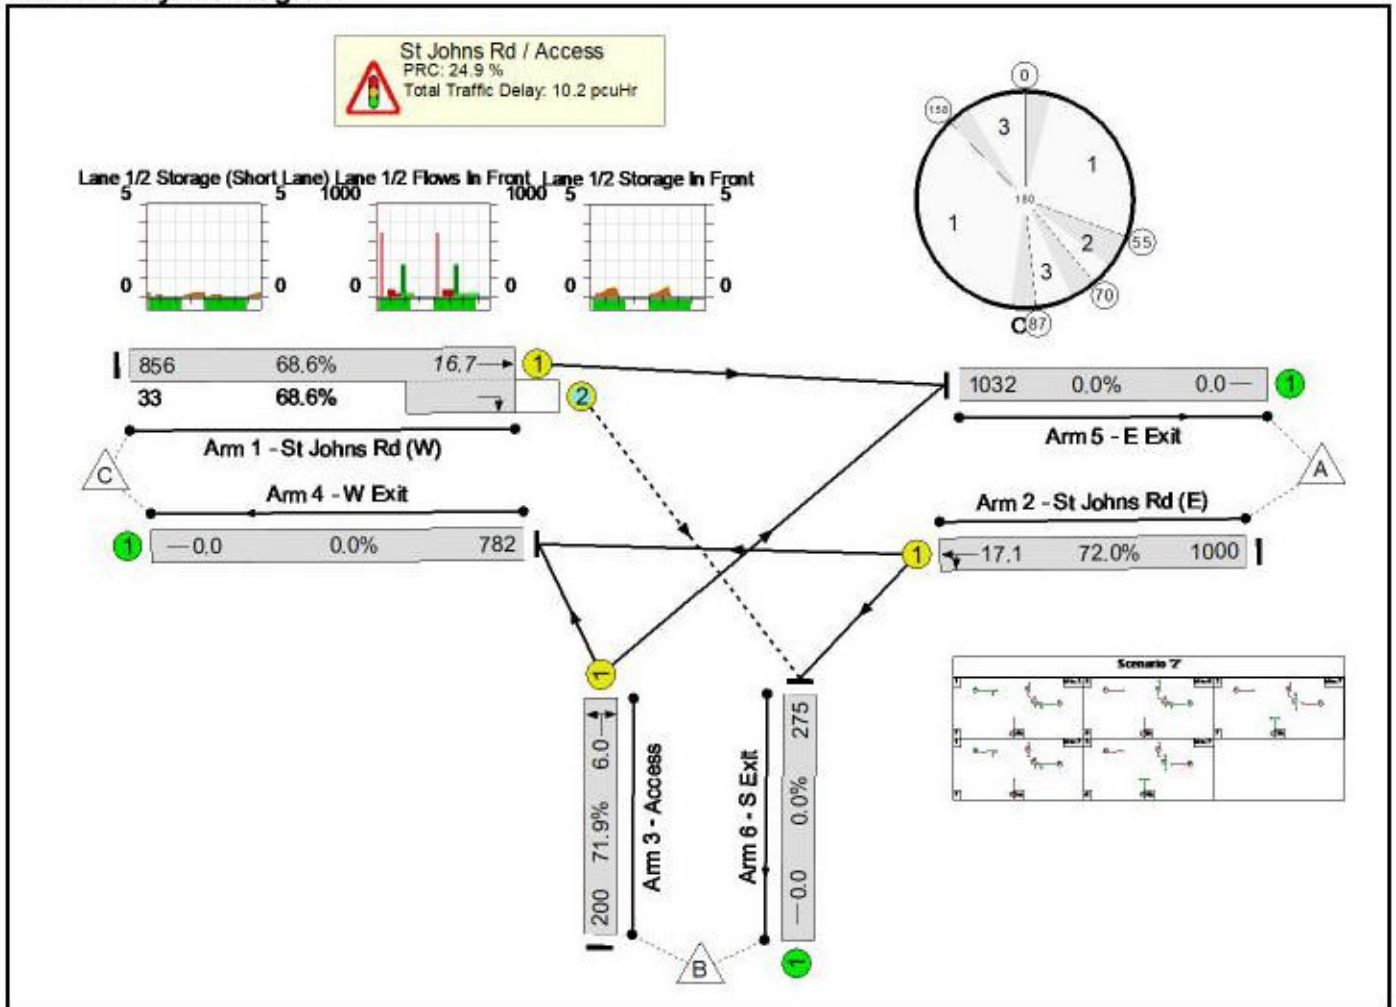 St Johns Rd / Access
PRC: 24.9 %
Total Traffic Delay: 10.2 pcuHr
Lane 1/2 Storage (Short Lane)
5 5
0 0
Lane 1/2 Flows In Front
1000 1000
0 0
Lane 1/2 Storage In Front
5 5
0 0
0
158
3
1
180
1
2
55
3
70
C 87
856 68.6% 16.7
1
33 68.6%
2
Arm 1 - St Johns Rd (W)
C
Arm 4 - W Exit
1
0.0 0.0% 782
1032 0.0% 0.0
1
Arm 5 - E Exit
A
Arm 2 - St Johns Rd (E)
1
17.1 72.0% 1000
1
200 71.9% 6.0
Arm 3 - Access
Arm 6 - S Exit
0.0 0.0% 275
1
B
Scenario '2'